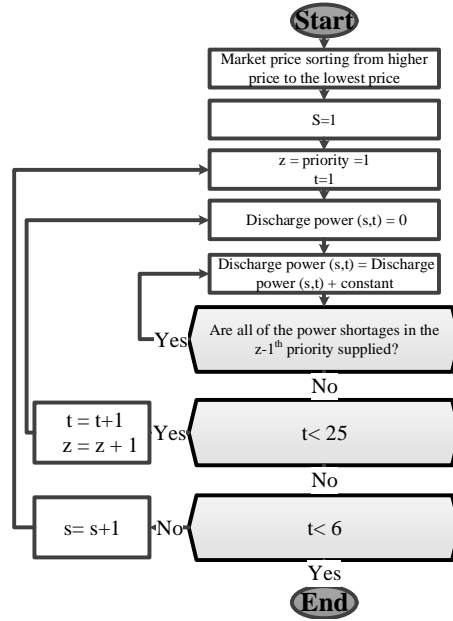 Start
Market price sorting from higher
price to the lowest price
S=1
z = priority =1
t=1
Discharge power (s,t) = 0
Discharge power (s,t) = Discharge
power (s,t) + constant
Are all of the power shortages in the
z-1th priority supplied?
Yes
No
t = t+1
z = z + 1
Yes
t< 25
No
s= s+1
No
t< 6
Yes
End